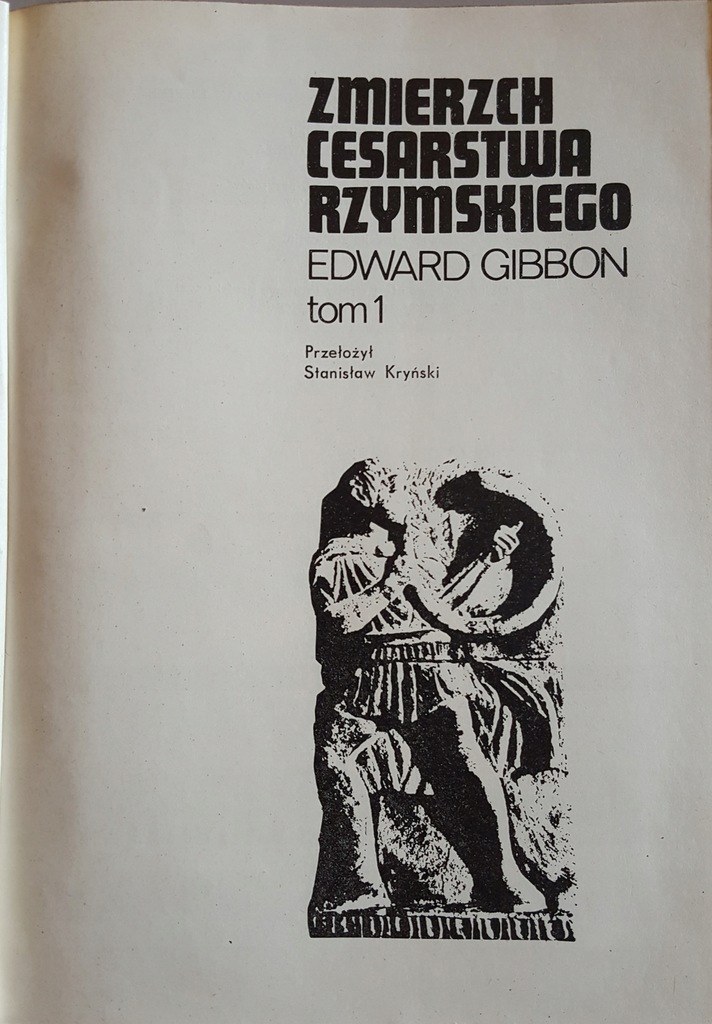 ZMIERZCH
CESARSTWA
RZYMSKIEGO
EDWARD GIBBON
tom 1
Przełożył
Stanisław Kryński